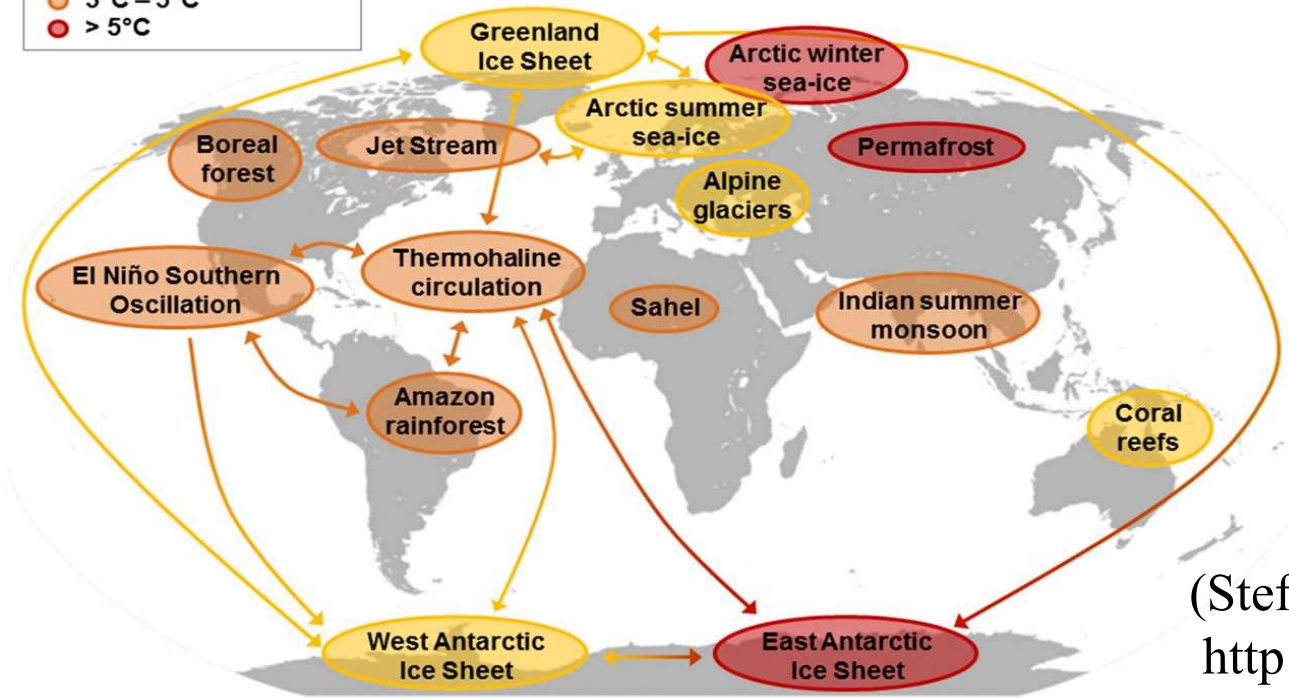 > 5°C
Greenland
Ice Sheet
Arctic winter
sea-ice
Arctic summer
sea-ice
Boreal
forest
Jet Stream
Permafrost
Alpine
glaciers
El Niño Southern
Oscillation
Thermohaline
circulation
Sahel
Indian summer
monsoon
Amazon
rainforest
Coral
reefs
West Antarctic
Ice Sheet
East Antarctic
Ice Sheet
(Stef
http